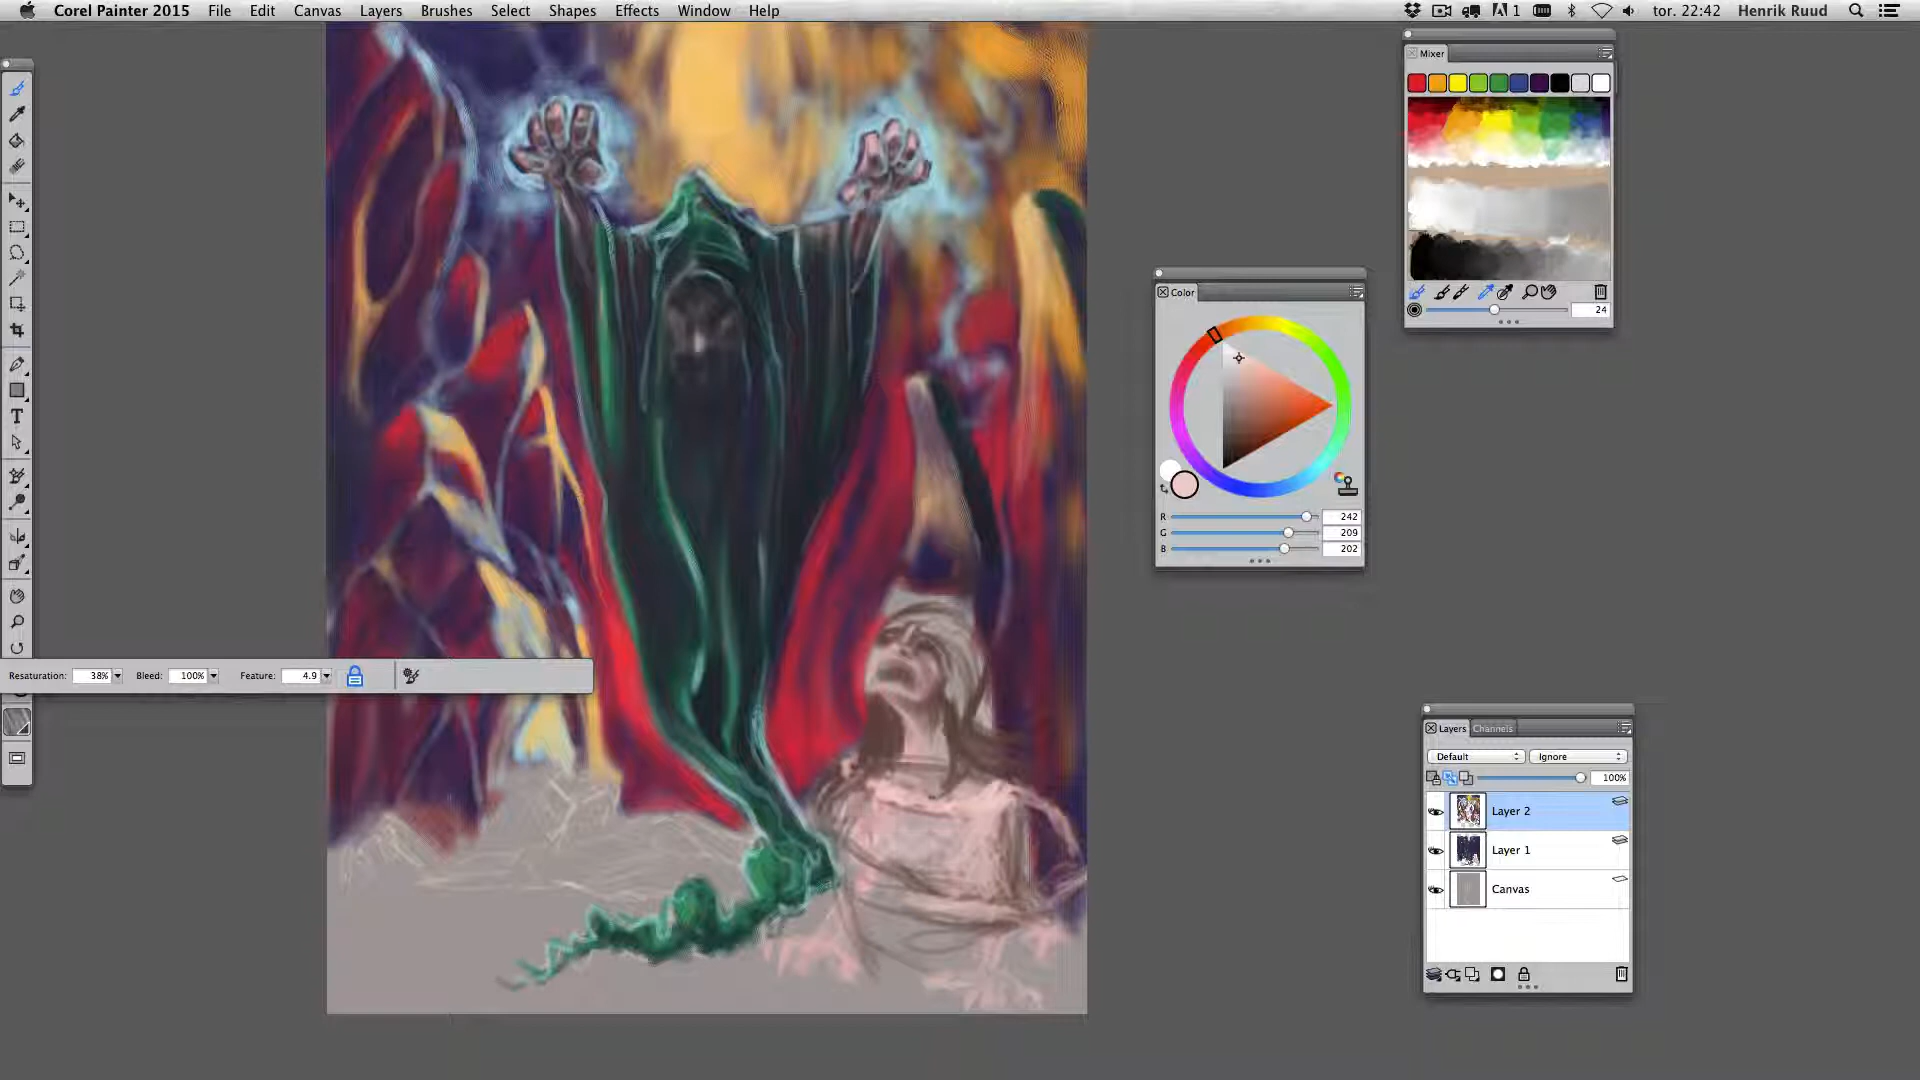 Corel Painter 2015 File Edit Canvas Layers Brushes Select Shapes Effects Window Help 1 tor. 22:42 Henrik Ruud
Mixer
24
Color
R 242
G 209
B 202
T
Resaturation: 38% Bleed: 100% Feature: 4.9
Layers Channels
Default Ignore
100%
Layer 2
Layer 1
Canvas